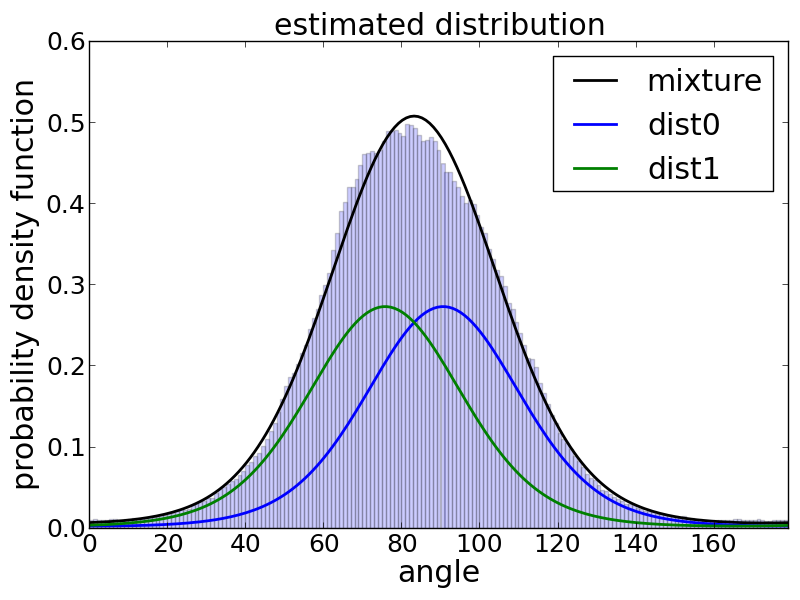 estimated distribution
probability density function
0.6
0.5
0.4
0.3
0.2
0.1
0.0
mixture
dist0
dist1
0 20 40 60 80 100 120 140 160
angle